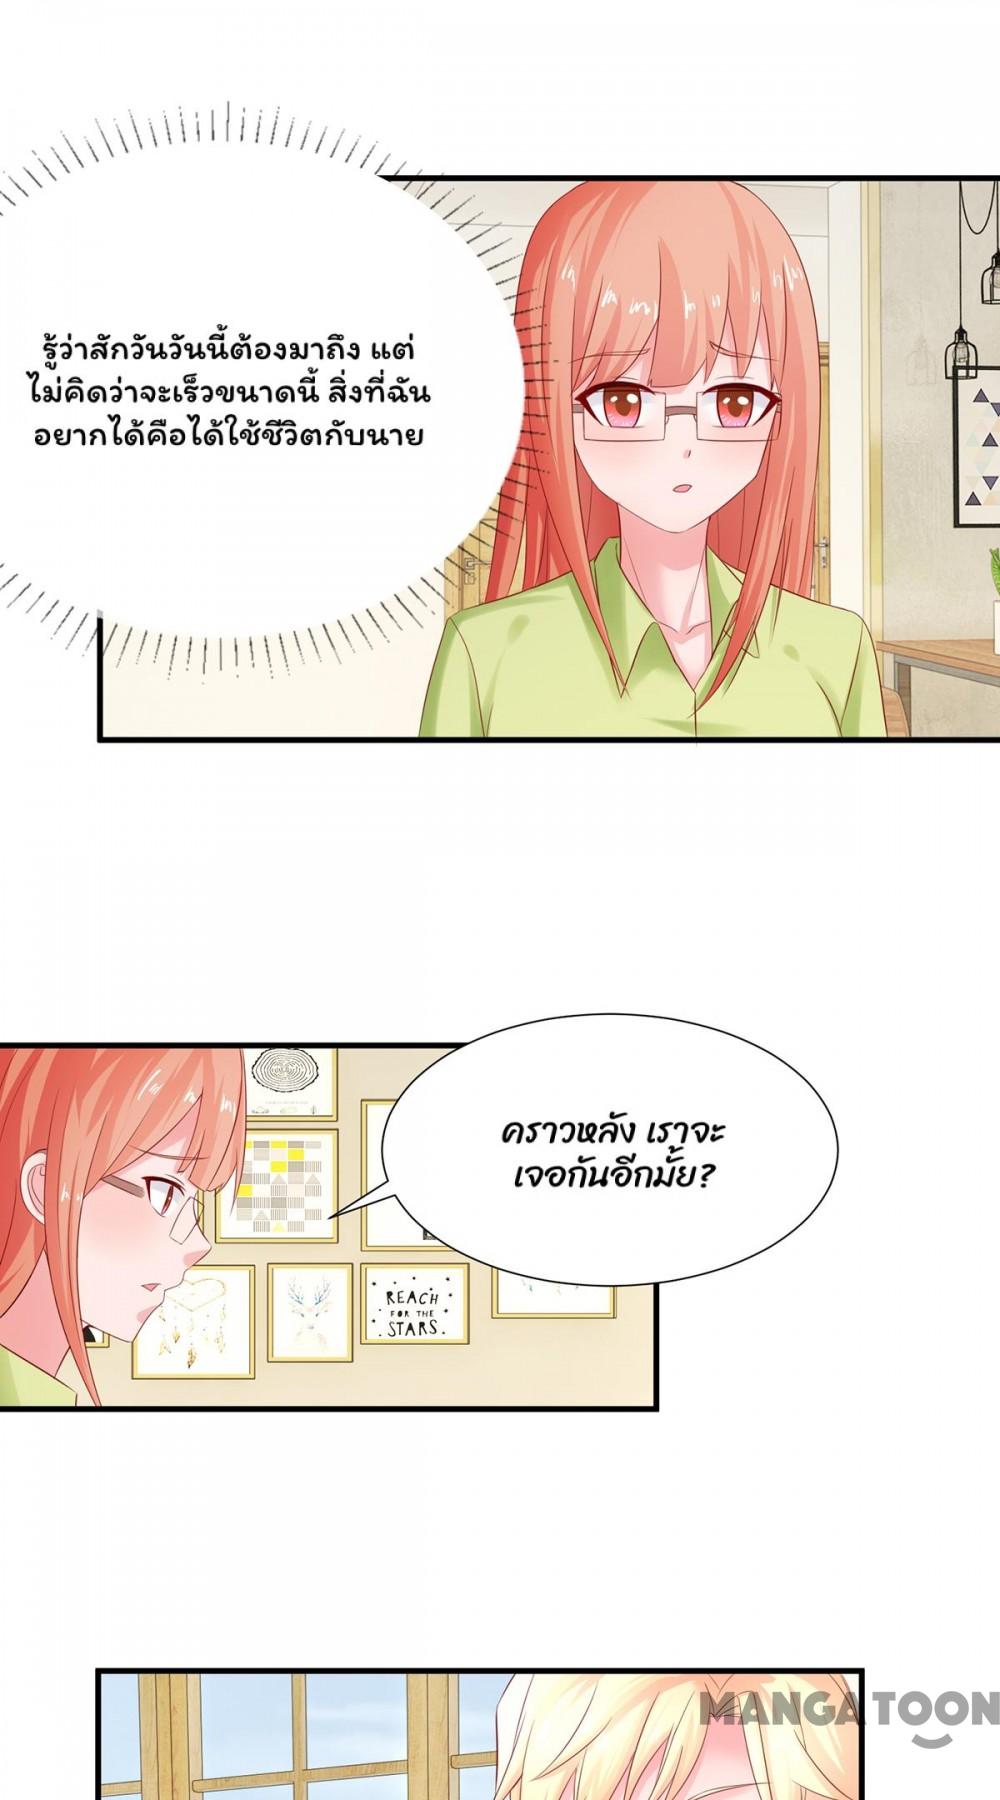 รู้ว่าสักวันวันนี้ต้องมาถึง แต่
ไม่คิดว่าจะเร็วขนาดนี้ สิ่งที่ฉัน
อยากได้คือได้ใช้ชีวิตกับนาย
คราวหลัง เราจะ
เจอกันอีกมั้ย?
REACH
FOR THE
STARS.
MANGATOON